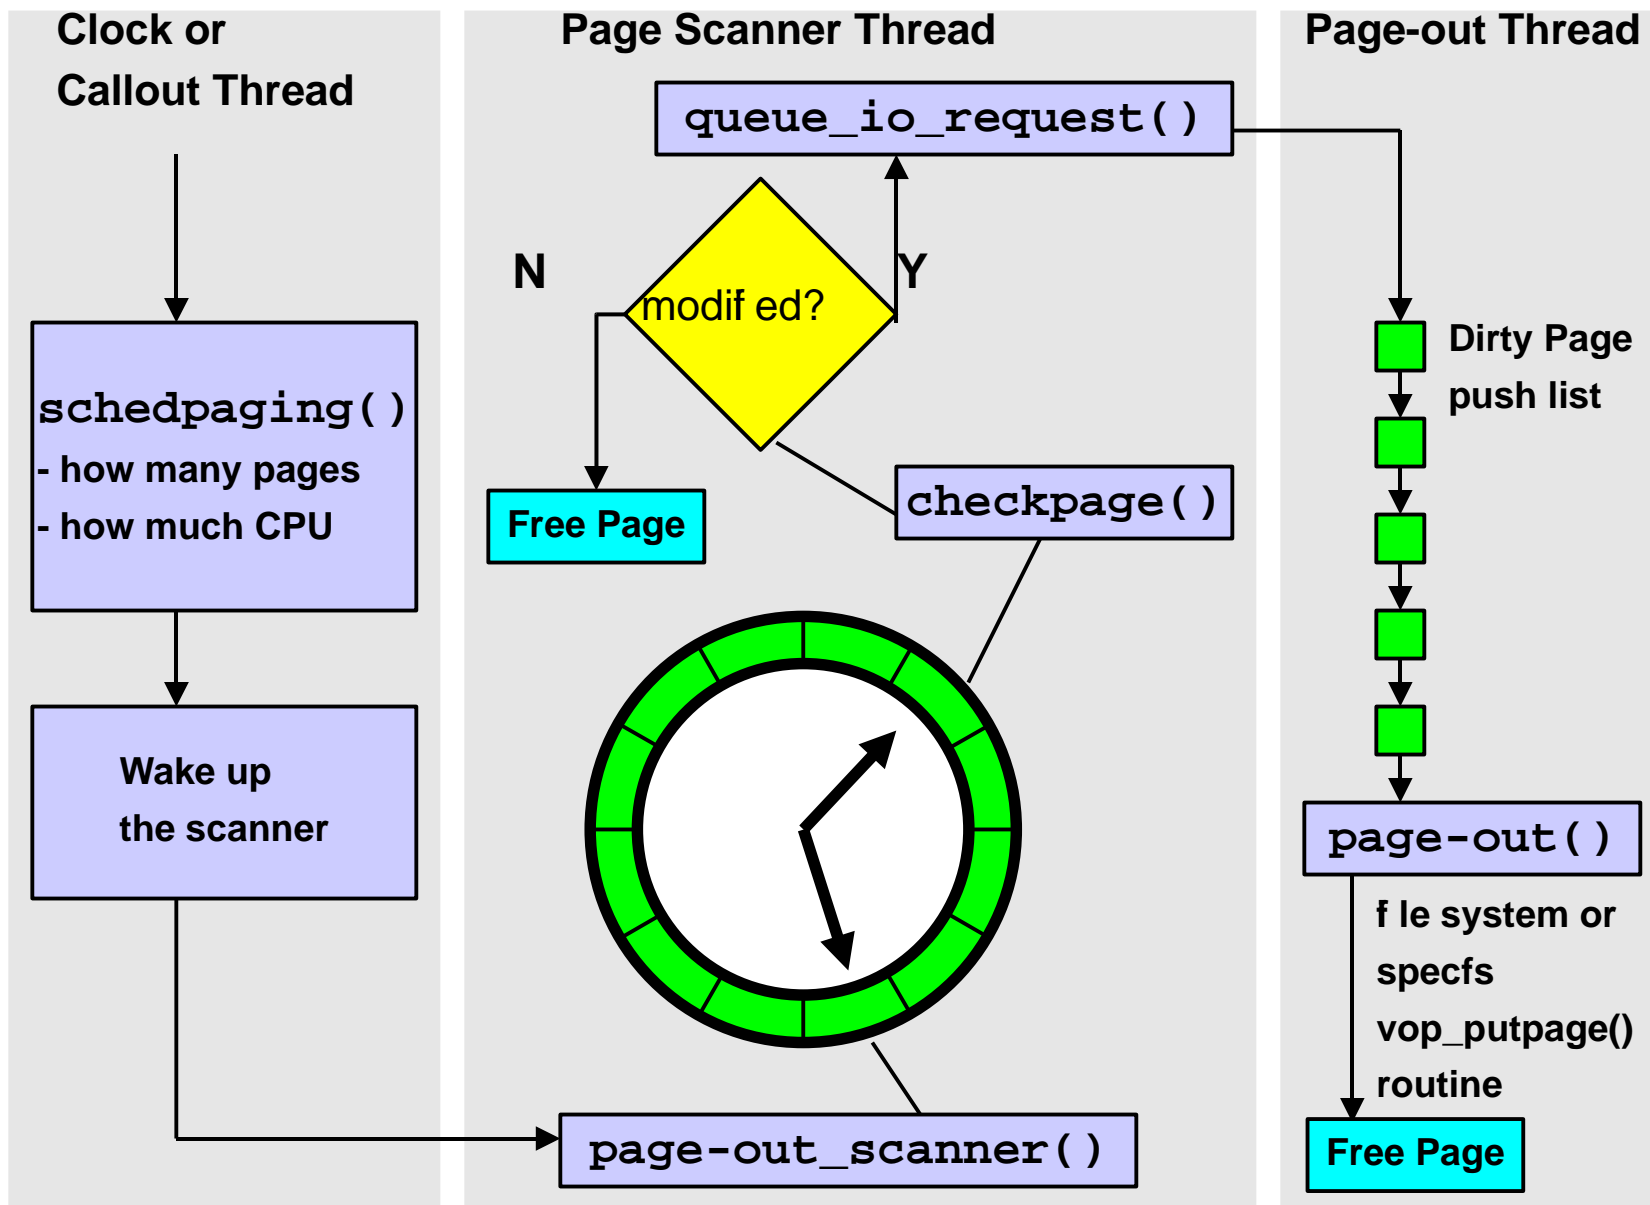 Clock or
Callout Thread
schedpaging()
- how many pages
- how much CPU
Wake up
the scanner
Page Scanner Thread
queue_io_request()
N
Y
modif ed?
checkpage()
Free Page
page-out_scanner()
Page-out Thread
Dirty Page
push list
page-out()
f le system or
specfs
vop_putpage()
routine
Free Page